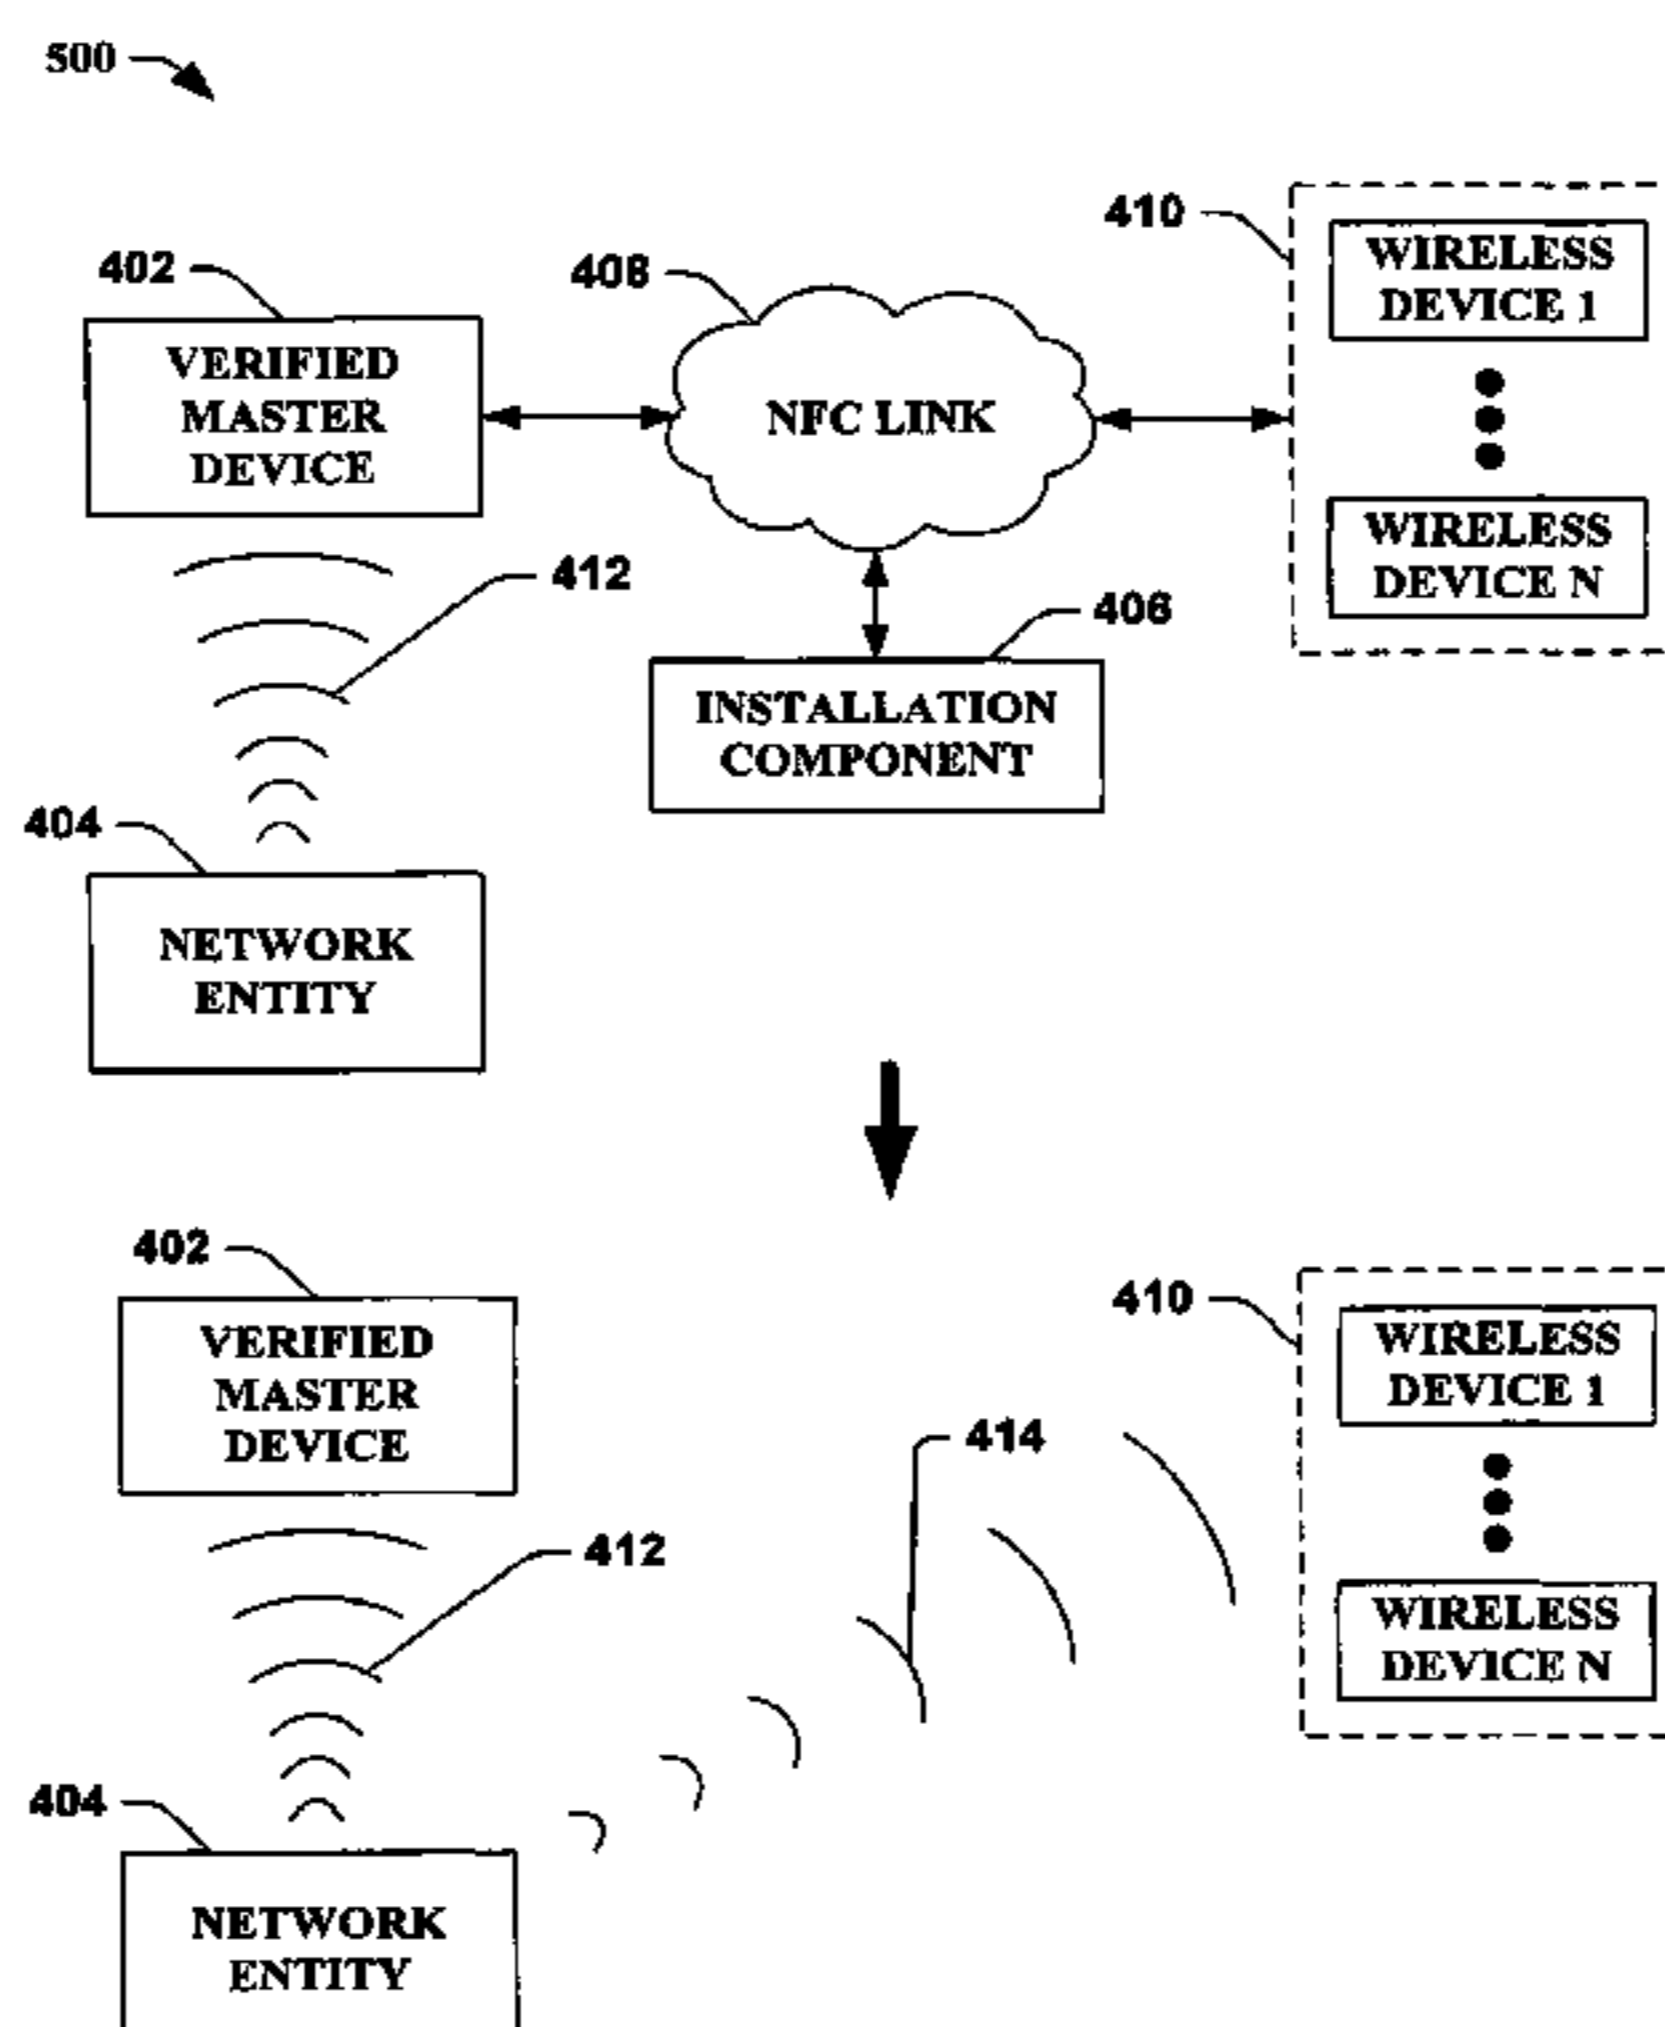 500
410
WIRELESS
DEVICE 1
402
408
VERIFIED
MASTER
DEVICE
NFC LINK
WIRELESS
DEVICE N
412
406
INSTALLATION
COMPONENT
404
NETWORK
ENTITY
402
410
VERIFIED
MASTER
DEVICE
WIRELESS
DEVICE 1
414
412
WIRELESS
DEVICE N
404
NETWORK
ENTITY